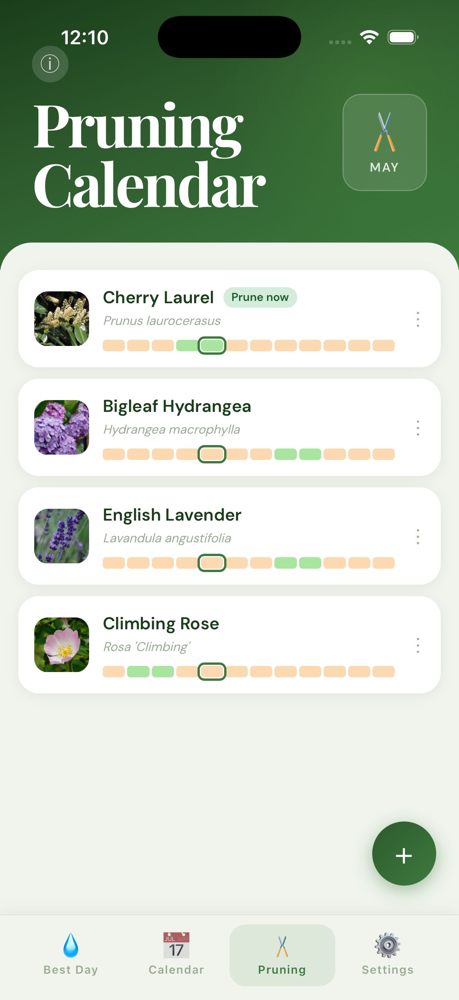 12:10
Pruning
Calendar
MAY
Cherry Laurel Prune now
Prunus laurocerasus
Bigleaf Hydrangea
Hydrangea macrophylla
English Lavender
Lavandula angustifolia
Climbing Rose
Rosa 'Climbing'
JUL
17
Best Day Calendar Pruning Settings